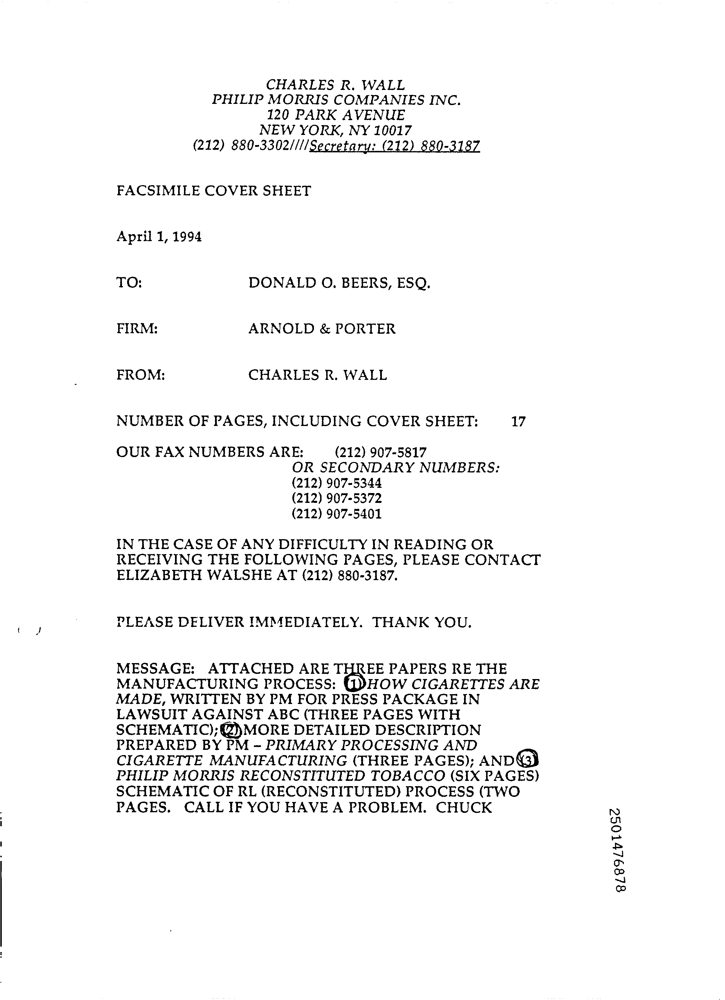 CHARLES R. WALL
PHILIP MORRIS COMPANIES INC.
120 PARK AVENUE
NEW YORK, NY 10017
(212) 880-3302////Secretary: (212) 880-3187
FACSIMILE COVER SHEET
April 1, 1994
TO: DONALD O. BEERS, ESQ.
FIRM: ARNOLD & PORTER
FROM: CHARLES R. WALL
NUMBER OF PAGES, INCLUDING COVER SHEET: 17
OUR FAX NUMBERS ARE: (212) 907-5817
OR SECONDARY NUMBERS:
(212) 907-5344
(212) 907-5372
(212) 907-5401
IN THE CASE OF ANY DIFFICULTY IN READING OR
RECEIVING THE FOLLOWING PAGES, PLEASE CONTACT
ELIZABETH WALSHE AT (212) 880-3187.
PLEASE DELIVER IMMEDIATELY. THANK YOU.
MESSAGE: ATTACHED ARE THREE PAPERS RE THE
MANUFACTURING PROCESS: (1) HOW CIGARETTES ARE
MADE, WRITTEN BY PM FOR PRESS PACKAGE IN
LAWSUIT AGAINST ABC (THREE PAGES WITH
SCHEMATIC); (2) MORE DETAILED DESCRIPTION
PREPARED BY PM – PRIMARY PROCESSING AND
CIGARETTE MANUFACTURING (THREE PAGES); AND (3)
PHILIP MORRIS RECONSTITUTED TOBACCO (SIX PAGES)
SCHEMATIC OF RL (RECONSTITUTED) PROCESS (TWO
PAGES. CALL IF YOU HAVE A PROBLEM. CHUCK
2501476878